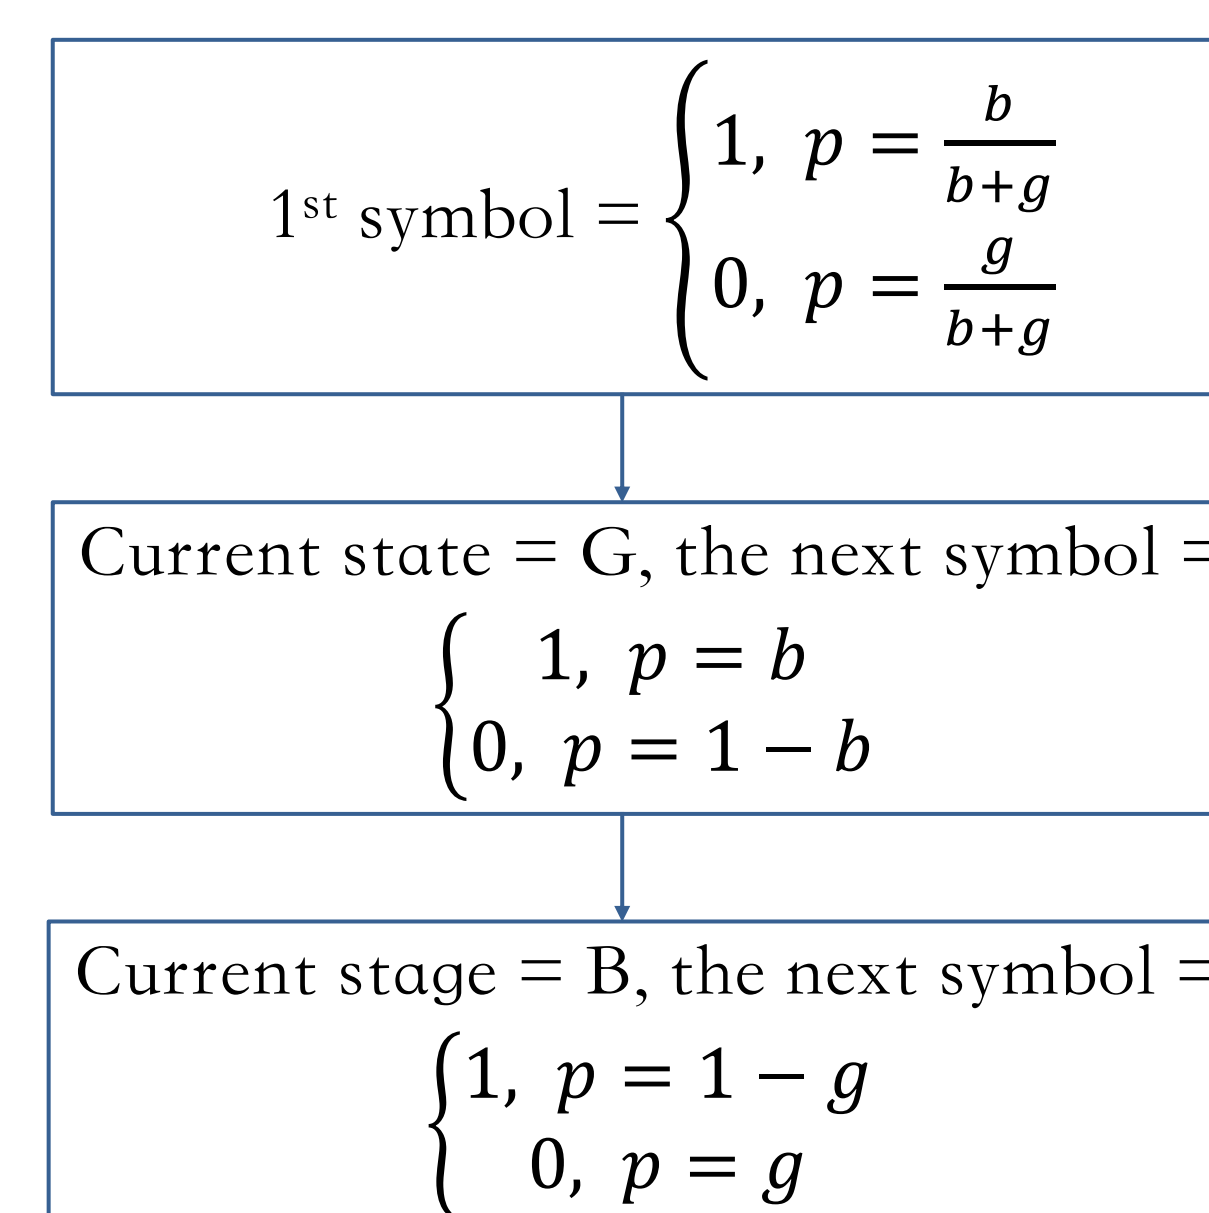 1st symbol = { 1, p = b/(b+g)
0, p = g/(b+g)
Current state = G, the next symbol =
{ 1, p = b
0, p = 1 − b
Current stage = B, the next symbol =
{ 1, p = 1 − g
0, p = g